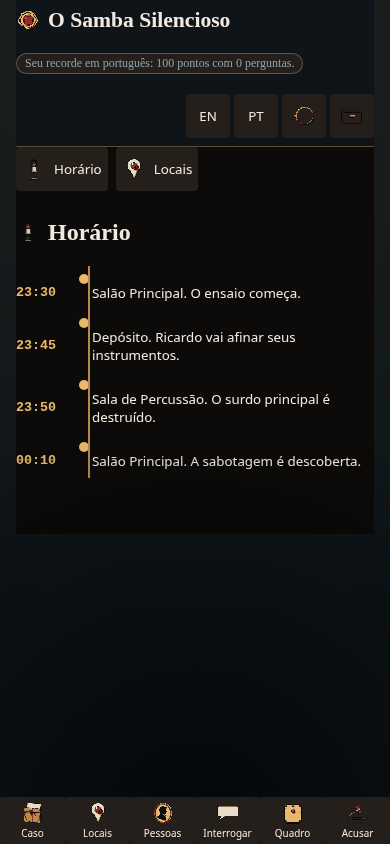 O Samba Silencioso
Seu recorde em português: 100 pontos com 0 perguntas.
EN PT
Horário Locais
Horário
23:30 Salão Principal. O ensaio começa.
23:45 Depósito. Ricardo vai afinar seus
instrumentos.
23:50 Sala de Percussão. O surdo principal é
destruído.
00:10 Salão Principal. A sabotagem é descoberta.
Caso Locais Pessoas Interrogar Quadro Acusar